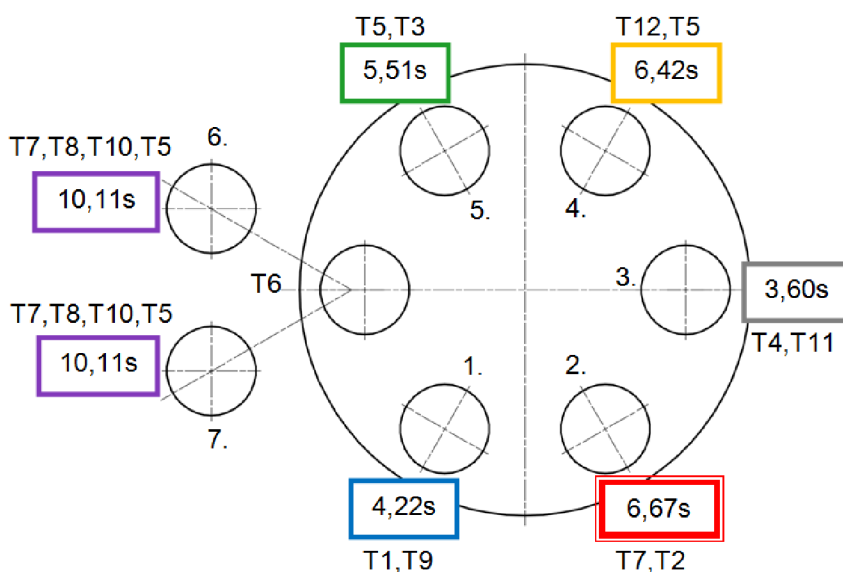 T5,T3
5,51s
T12,T5
6,42s
T7,T8,T10,T5
6.
10,11s
5.
4.
T6
3.
3,60s
T4,T11
T7,T8,T10,T5
10,11s
7.
1.
2.
4,22s
T1,T9
6,67s
T7,T2